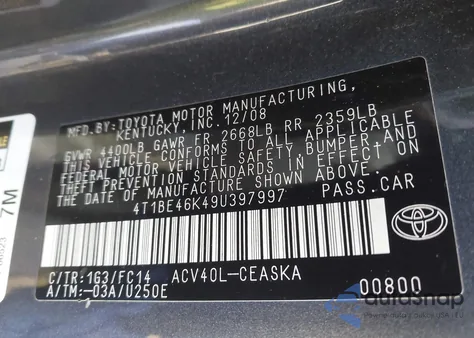 MFD.BY:TOYOTA MOTOR MANUFACTURING,
KENTUCKY,INC. 12/08
GVWR 4400LB GAWR FR 2668LB RR 2359LB
THIS VEHICLE CONFORMS TO ALL APPLICABLE
FEDERAL MOTOR VEHICLE SAFETY, BUMPER AND
THEFT PREVENTION STANDARDS IN EFFECT ON
THE DATE OF MANUFACTURE SHOWN ABOVE.
4T1BE46K49U397997 PASS.CAR
C/TR:1G3/FC14 ACV40L-CEASKA
A/TM:-03A/U250E 00800
TOYOTA
7M
autosnap